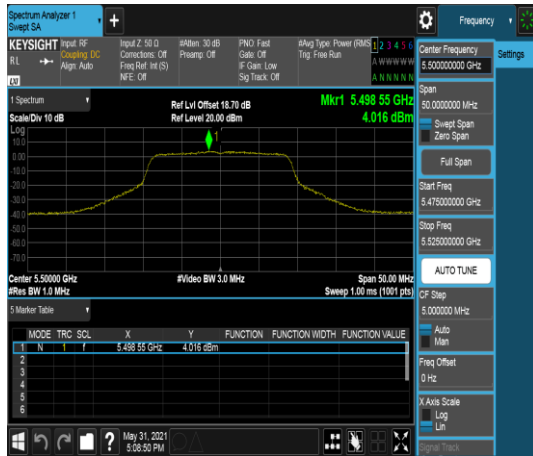 Spectrum Analyzer 1
Swept SA
+
Frequency
KEYSIGHT
RL
LXI
Input: RF
Coupling: DC
Align: Auto
Input Z: 50 Ω
Corrections: Off
Freq Ref: Int (S)
NFE: Off
#Atten: 30 dB
Preamp: Off
PNO: Fast
Gate: Off
IF Gain: Low
Sig Track: Off
#Avg Type: Power (RMS
Trig: Free Run
1 2 3 4 5 6
A W W W W W
A N N N N N
1 Spectrum
Scale/Div 10 dB
Ref Lvl Offset 18.70 dB
Ref Level 20.00 dBm
Mkr1 5.498 55 GHz
4.016 dBm
Log
1
10.0
0.00
-10.0
-20.0
-30.0
-40.0
-50.0
-60.0
-70.0
Center 5.50000 GHz
#Res BW 1.0 MHz
#Video BW 3.0 MHz
Span 50.00 MHz
Sweep 1.00 ms (1001 pts)
5 Marker Table
MODE TRC SCL X Y FUNCTION FUNCTION WIDTH FUNCTION VALUE
1 N 1 f 5.498 55 GHz 4.016 dBm
2
3
4
5
6
May 31, 2021
5:08:50 PM
Center Frequency
5.500000000 GHz
Settings
Span
50.0000000 MHz
Swept Span
Zero Span
Full Span
Start Freq
5.475000000 GHz
Stop Freq
5.525000000 GHz
AUTO TUNE
CF Step
5.000000 MHz
Auto
Man
Freq Offset
0 Hz
X Axis Scale
Log
Lin
Signal Track